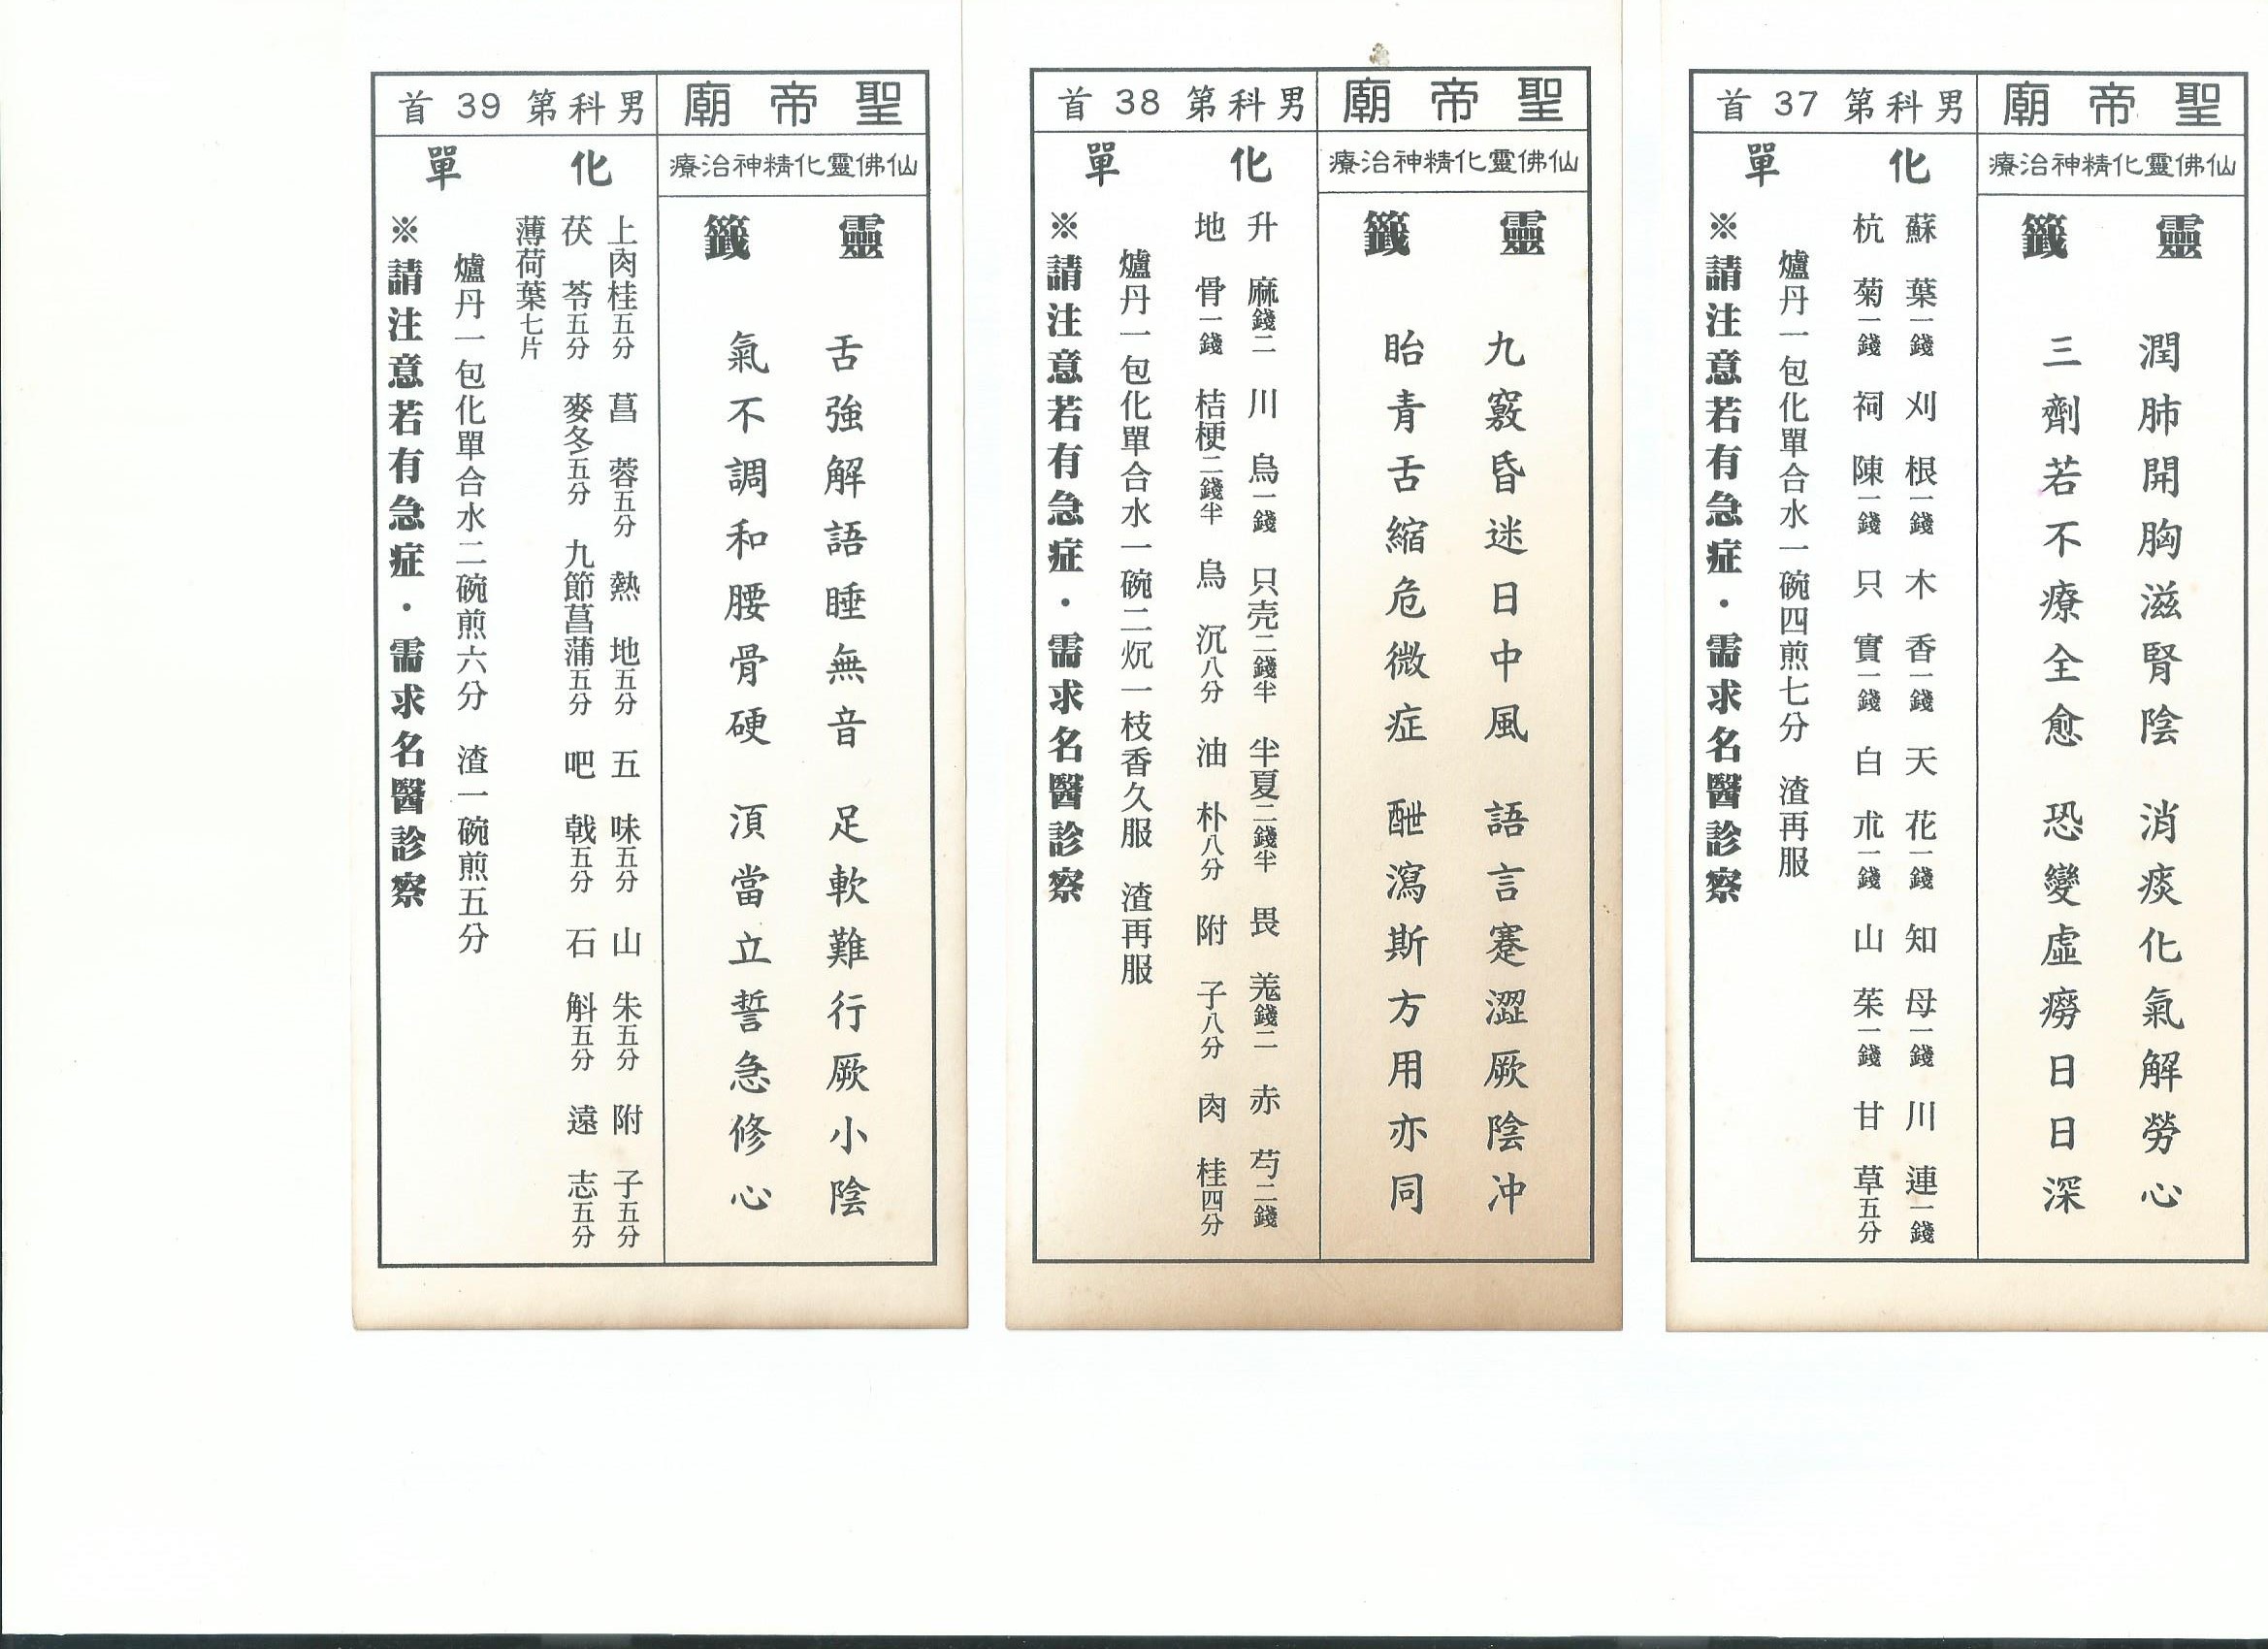 聖帝廟
男科第37首
仙佛靈化精神治療
靈籤
潤肺開胸滋腎陰 消痰化氣解勞心
三劑若不療全愈 恐變虛癆日日深
化單
蘇葉一錢 刈根一錢 木香一錢 天花一錢 知母一錢 川連一錢
杭菊一錢 祠陳一錢 只實一錢 白朮一錢 山茱一錢 甘草五分
爐丹一包化單合水一碗四煎七分 渣再服
※請注意若有急症・需求名醫診察
聖帝廟
男科第38首
仙佛靈化精神治療
靈籤
九竅昏迷日中風 語言蹇澀厥陰冲
眙青舌縮危微症 酣瀉斯方用亦同
化單
升麻錢二 川烏一錢 只壳二錢半 半夏二錢半 畏羌錢二 赤芍二錢
地骨一錢 桔梗二錢半 烏沉八分 油朴八分 附子八分 肉桂四分
爐丹一包化單合水一碗二炕一枝香久服 渣再服
※請注意若有急症・需求名醫診察
聖帝廟
男科第39首
仙佛靈化精神治療
靈籤
舌強解語睡無音 足軟難行厥小陰
氣不調和腰骨硬 須當立誓急修心
化單
上肉桂五分 菖蓉五分 熱地五分 五味五分 山朱五分 附子五分
茯苓五分 麥冬五分 九節菖蒲五分 吧戟五分 石斛五分 遠志五分
薄荷葉七片
爐丹一包化單合水二碗煎六分 渣一碗煎五分
※請注意若有急症・需求名醫診察